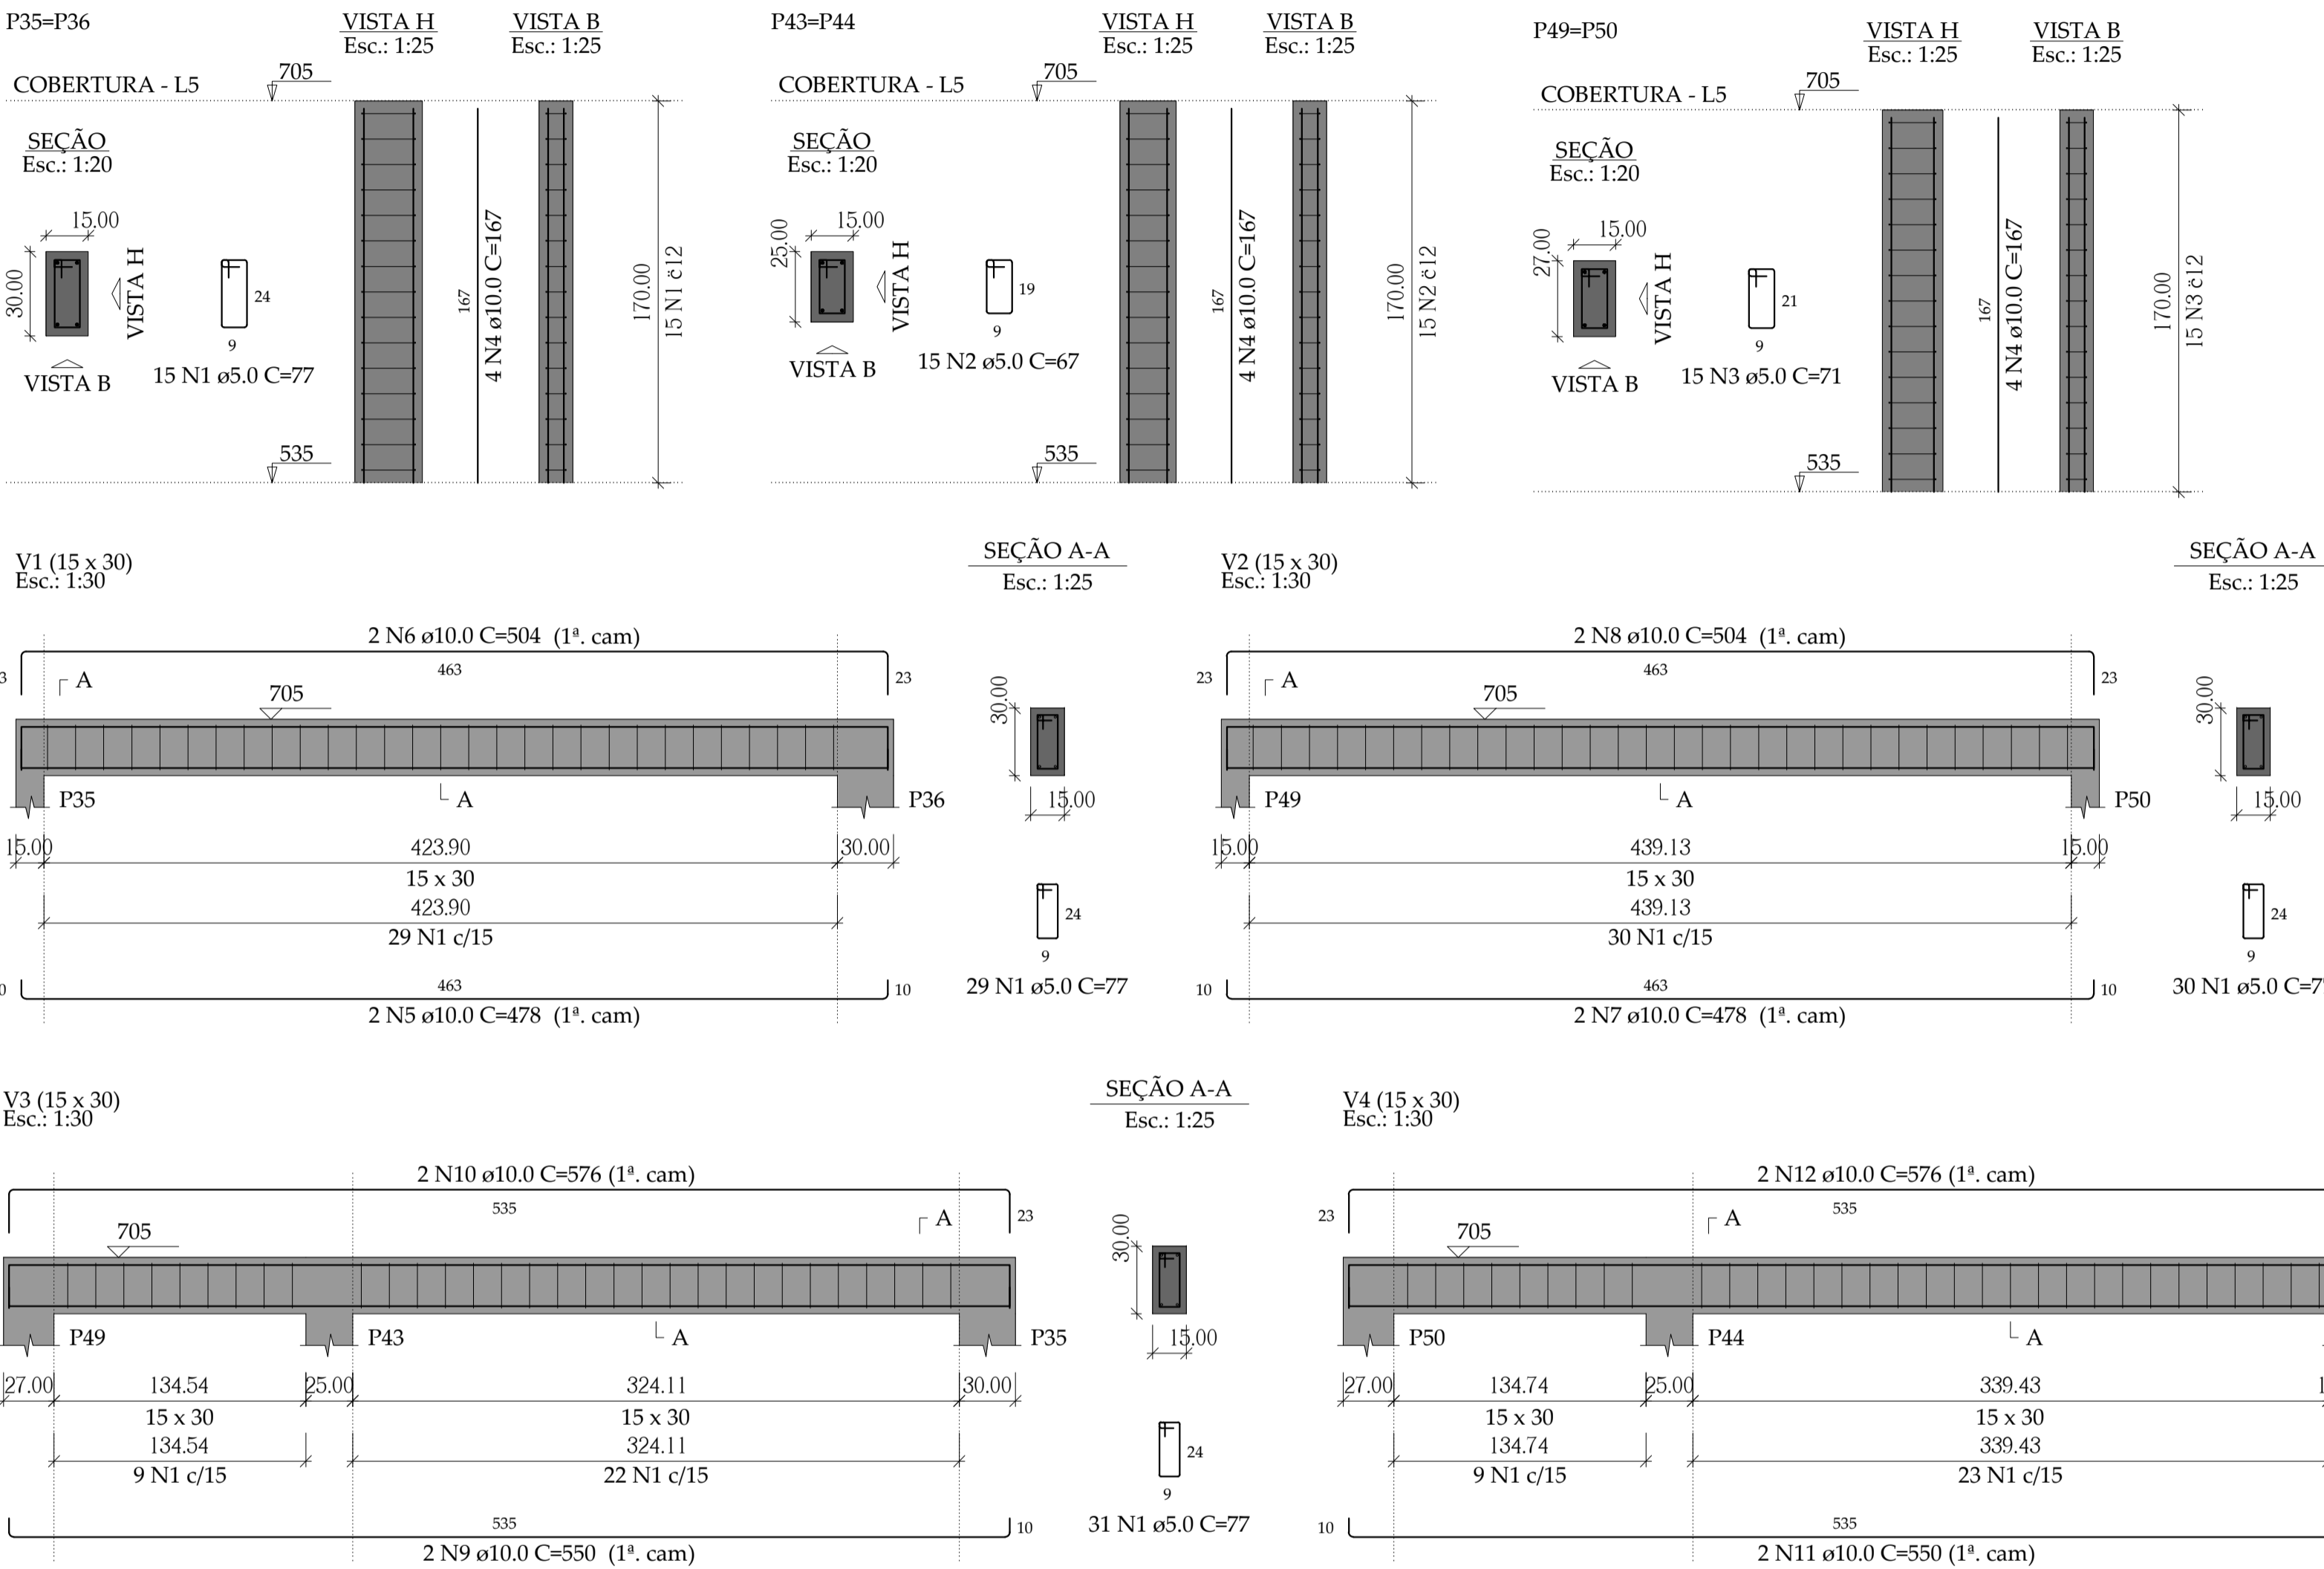 P35=P36
VISTA H
Esc.: 1:25
VISTA B
Esc.: 1:25
COBERTURA - L5
705
SEÇÃO
Esc.: 1:20
15.00
30.00
VISTA H
VISTA B
24
9
15 N1 ø5.0 C=77
167
4 N4 ø10.0 C=167
170.00
15 N1 ċ12
535
P43=P44
VISTA H
Esc.: 1:25
VISTA B
Esc.: 1:25
COBERTURA - L5
705
SEÇÃO
Esc.: 1:20
15.00
25.00
VISTA H
VISTA B
19
9
15 N2 ø5.0 C=67
167
4 N4 ø10.0 C=167
170.00
15 N2 ċ12
535
P49=P50
VISTA H
Esc.: 1:25
VISTA B
Esc.: 1:25
COBERTURA - L5
705
SEÇÃO
Esc.: 1:20
15.00
27.00
VISTA H
VISTA B
21
9
15 N3 ø5.0 C=71
167
4 N4 ø10.0 C=167
170.00
15 N3 ċ12
535
V1 (15 x 30)
Esc.: 1:30
SEÇÃO A-A
Esc.: 1:25
2 N6 ø10.0 C=504 (1ª. cam)
463
3
23
A
705
30.00
15.00
P35
A
P36
15.00
423.90
30.00
15 x 30
423.90
29 N1 c/15
24
9
29 N1 ø5.0 C=77
0
463
10
2 N5 ø10.0 C=478 (1ª. cam)
V2 (15 x 30)
Esc.: 1:30
SEÇÃO A-A
Esc.: 1:25
2 N8 ø10.0 C=504 (1ª. cam)
463
23
23
A
705
30.00
15.00
P49
A
P50
15.00
439.13
15.00
15 x 30
439.13
30 N1 c/15
24
9
30 N1 ø5.0 C=7
10
463
10
2 N7 ø10.0 C=478 (1ª. cam)
V3 (15 x 30)
Esc.: 1:30
SEÇÃO A-A
Esc.: 1:25
2 N10 ø10.0 C=576 (1ª. cam)
535
23
A
705
30.00
15.00
P49
P43
A
P35
27.00
134.54
25.00
324.11
30.00
15 x 30
15 x 30
134.54
324.11
9 N1 c/15
22 N1 c/15
24
9
31 N1 ø5.0 C=77
535
10
2 N9 ø10.0 C=550 (1ª. cam)
V4 (15 x 30)
Esc.: 1:30
2 N12 ø10.0 C=576 (1ª. cam)
535
23
A
705
P50
P44
A
27.00
134.74
25.00
339.43
15 x 30
15 x 30
134.74
339.43
9 N1 c/15
23 N1 c/15
10
535
2 N11 ø10.0 C=550 (1ª. cam)